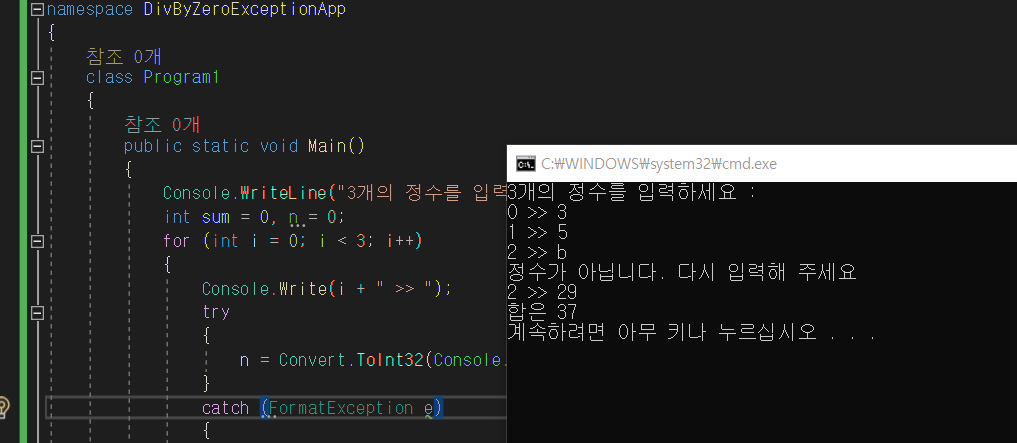 namespace DivByZeroExceptionApp
{
참조 0개
class Program1
{
참조 0개
public static void Main()
{
Console.WriteLine("3개의 정수를 입력
int sum = 0, n = 0;
for (int i = 0; i < 3; i++)
{
Console.Write(i + " >> ");
try
{
n = Convert.ToInt32(Console.
}
catch (FormatException e)
{
C:₩WINDOWS₩system32₩cmd.exe
3개의 정수를 입력하세요 :
0 >> 3
1 >> 5
2 >> b
정수가 아닙니다. 다시 입력해 주세요
2 >> 29
합은 37
계속하려면 아무 키나 누르십시오 . . .